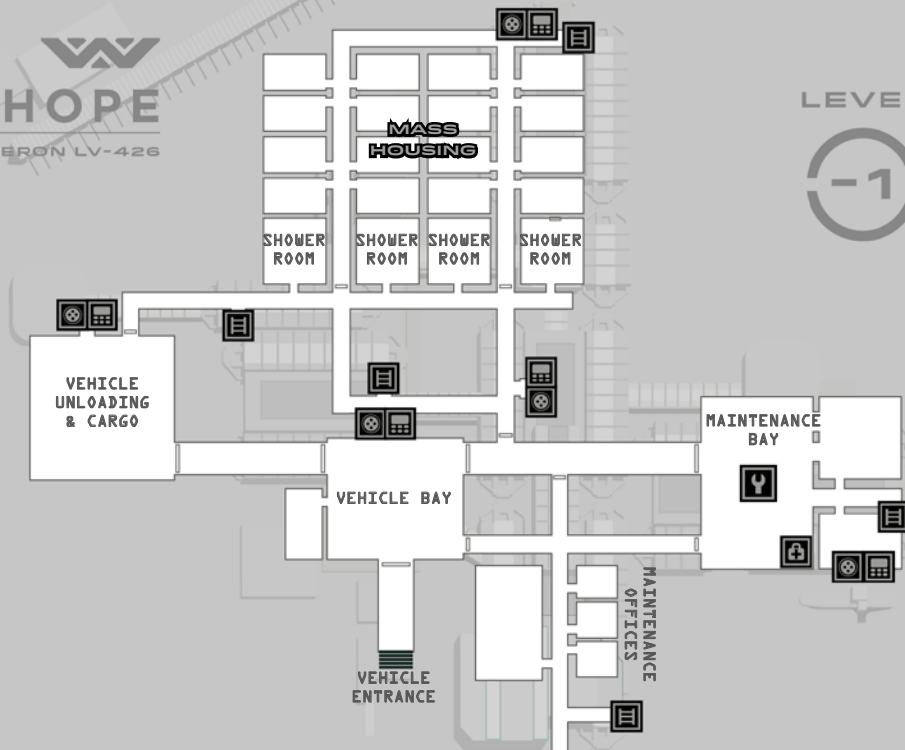 HOPE
LEVE
ERON LV-426
-1
MASS
HOUSING
SHOWER
ROOM
SHOWER
ROOM
SHOWER
ROOM
SHOWER
ROOM
VEHICLE
UNLOADING
& CARGO
MAINTENANCE
BAY
VEHICLE BAY
MAINTENANCE
OFFICES
VEHICLE
ENTRANCE